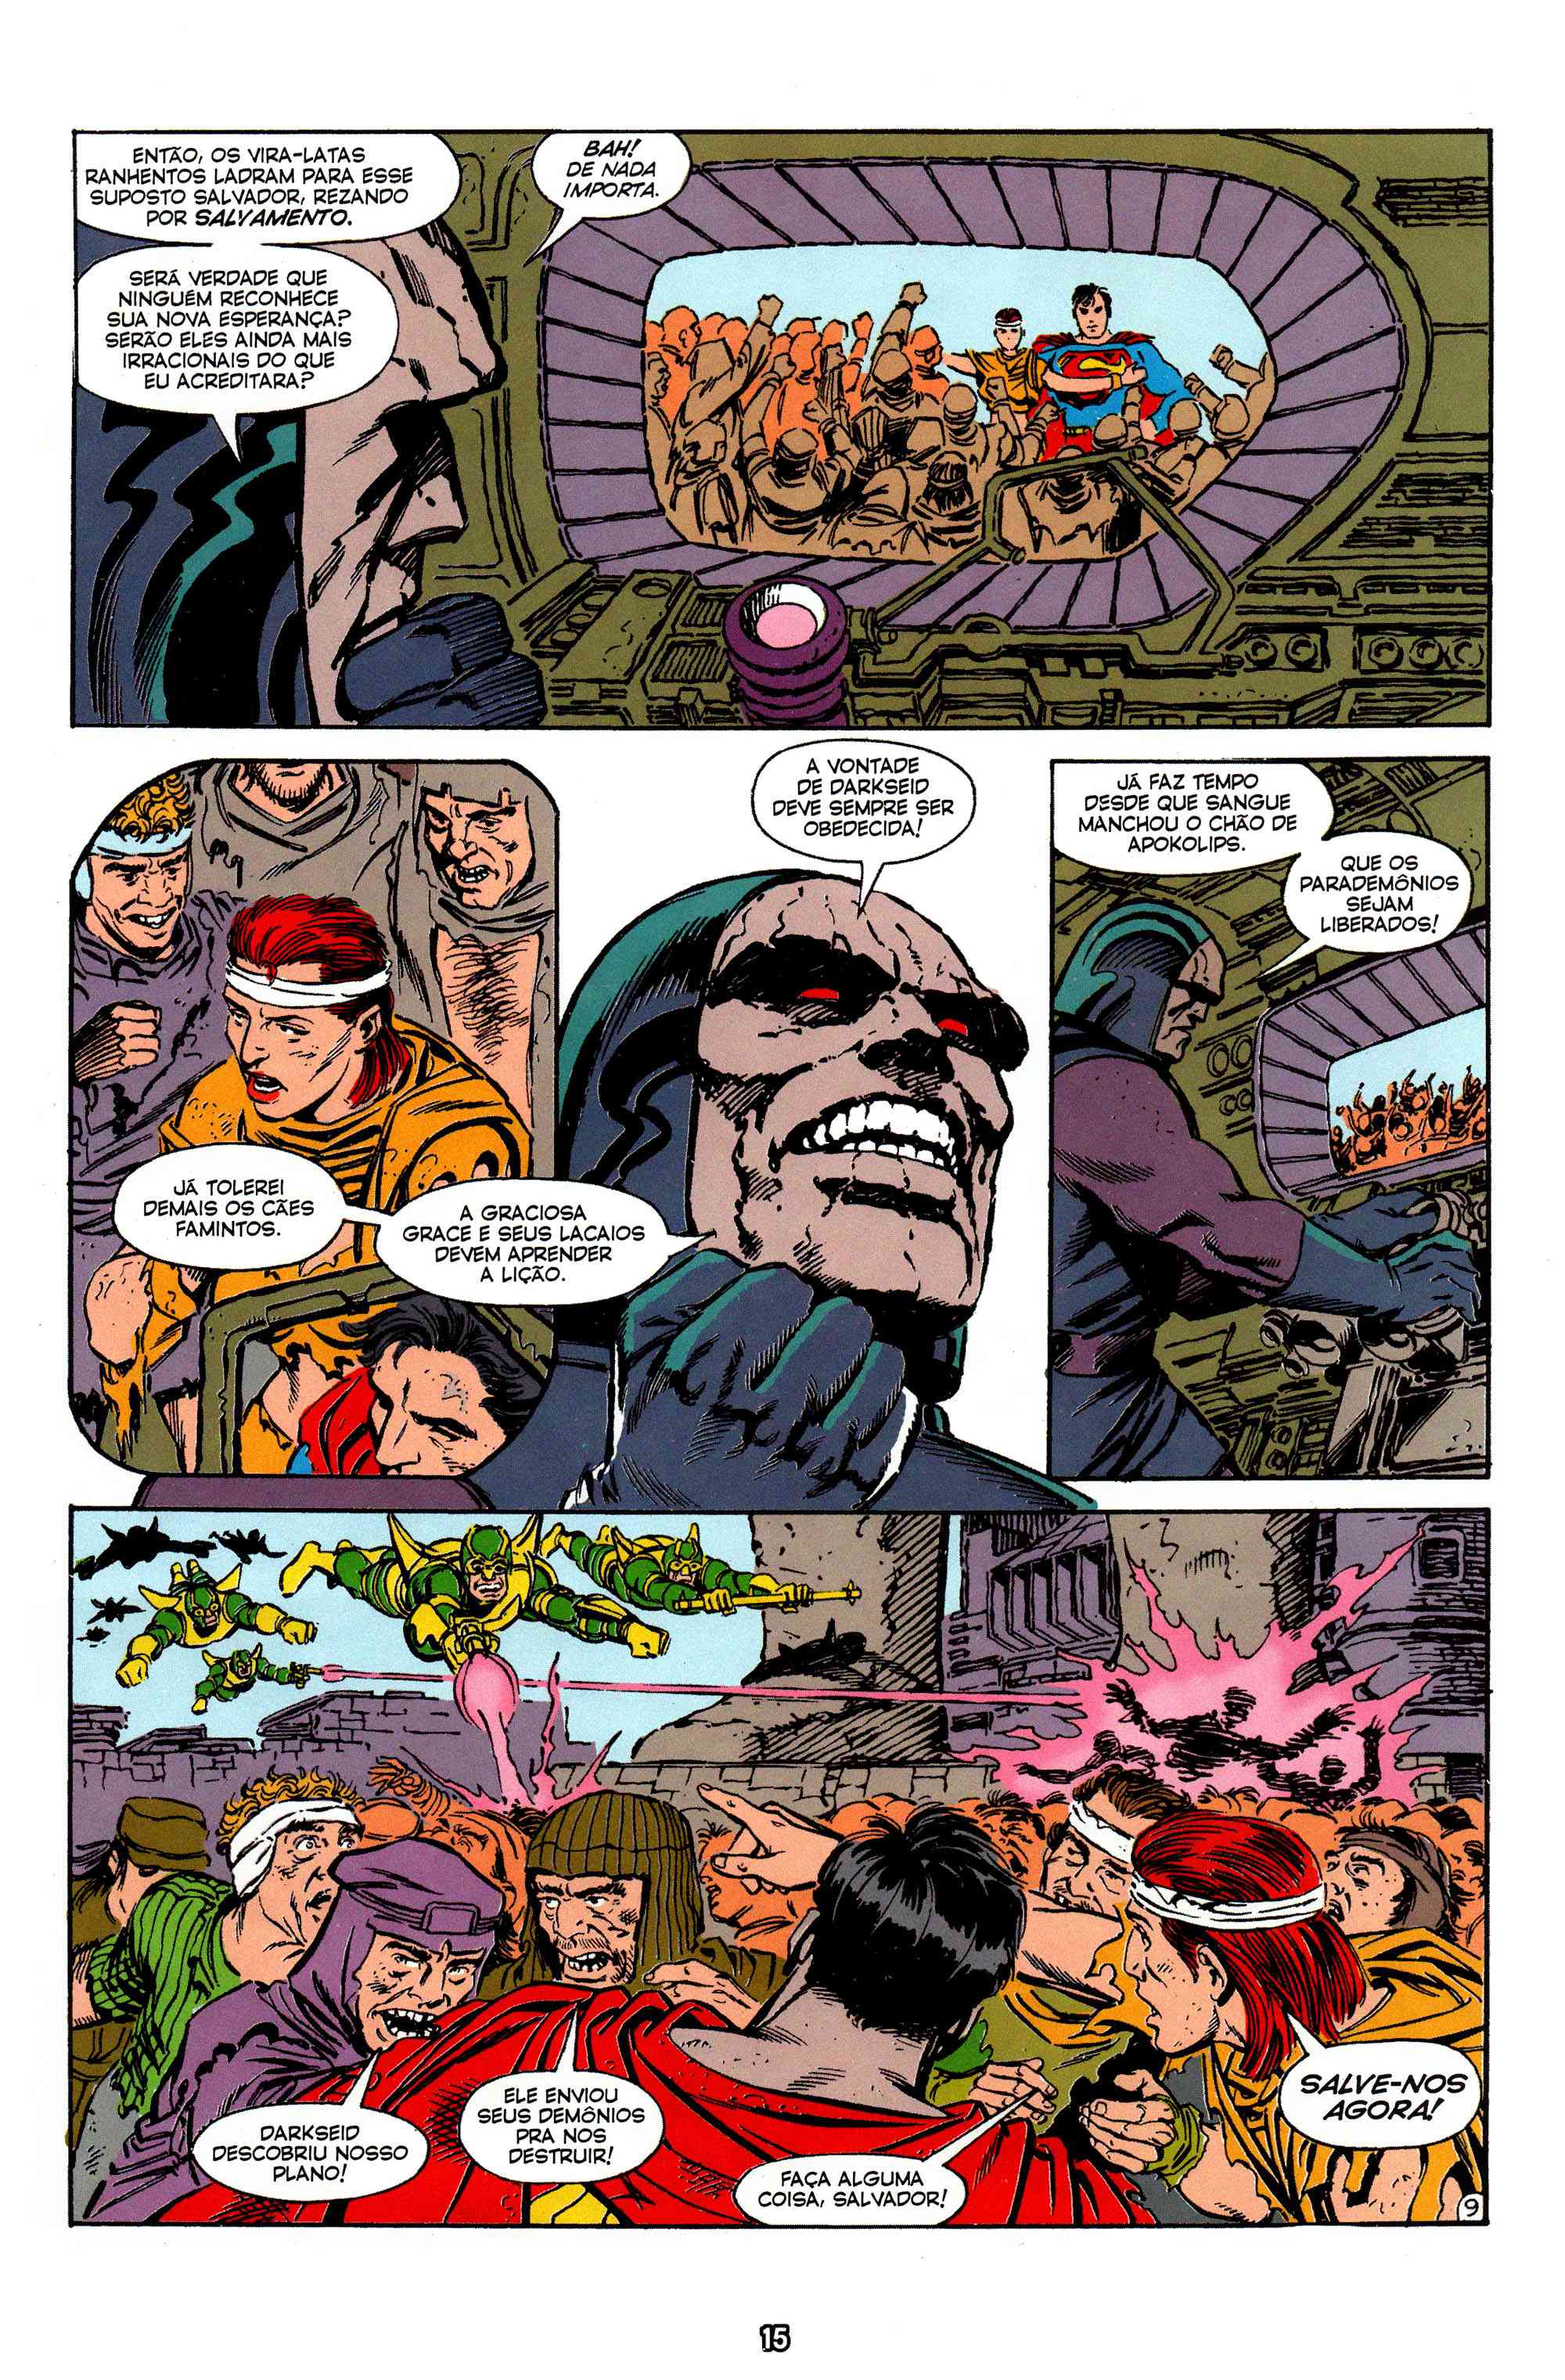 ENTÃO, OS VIRA-LATAS
RANHENTOS LADRAM PARA ESSE
SUPOSTO SALVADOR, REZANDO
POR SALVAMENTO.
SERÁ VERDADE QUE
NINGUÉM RECONHECE
SUA NOVA ESPERANÇA?
SERÃO ELES AINDA MAIS
IRRACIONAIS DO QUE
EU ACREDITARA?
BAH!
DE NADA
IMPORTA.
JÁ TOLEREI
DEMAIS OS CÃES
FAMINTOS.
A GRACIOSA
GRACE E SEUS LACAIOS
DEVEM APRENDER
A LIÇÃO.
A VONTADE
DE DARKSEID
DEVE SEMPRE SER
OBEDECIDA!
JÁ FAZ TEMPO
DESDE QUE SANGUE
MANCHOU O CHÃO DE
APOKOLIPS.
QUE OS
PARADEMÔNIOS
SEJAM
LIBERADOS!
DARKSEID
DESCOBRIU NOSSO
PLANO!
ELE ENVIOU
SEUS DEMÔNIOS
PRA NOS
DESTRUIR!
FAÇA ALGUMA
COISA, SALVADOR!
SALVE-NOS
AGORA!
9
15